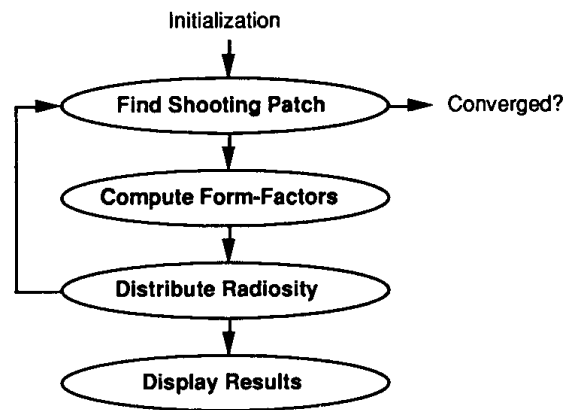 Initialization
Find Shooting Patch
Converged?
Compute Form-Factors
Distribute Radiosity
Display Results